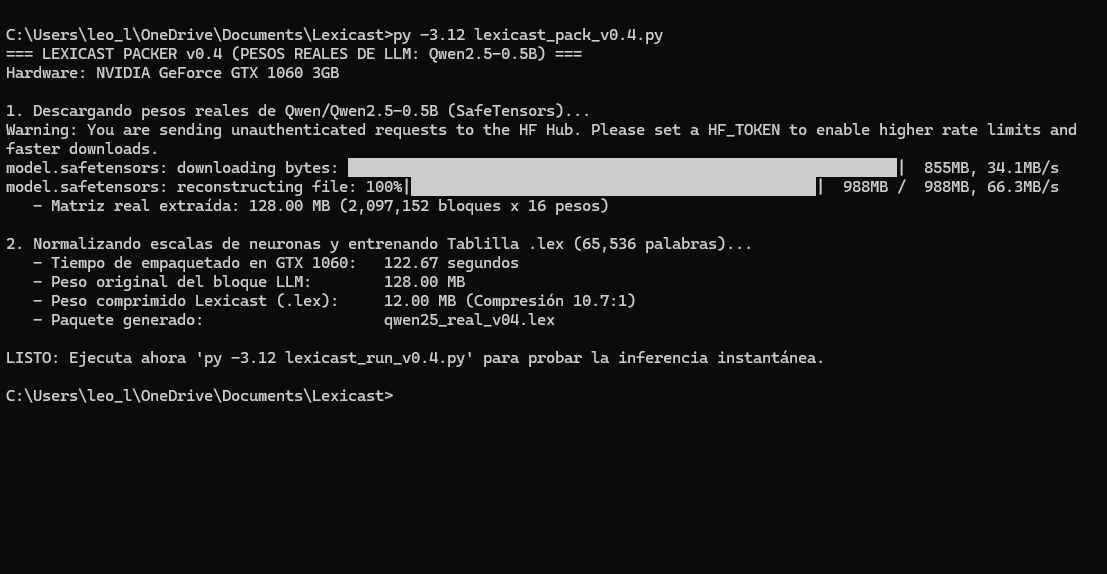 C:\Users\leo_l\OneDrive\Documents\Lexicast>py -3.12 lexicast_pack_v0.4.py
=== LEXICAST PACKER v0.4 (PESOS REALES DE LLM: Qwen2.5-0.5B) ===
Hardware: NVIDIA GeForce GTX 1060 3GB
1. Descargando pesos reales de Qwen/Qwen2.5-0.5B (SafeTensors)...
Warning: You are sending unauthenticated requests to the HF Hub. Please set a HF_TOKEN to enable higher rate limits and
faster downloads.
model.safetensors: downloading bytes: | 855MB, 34.1MB/s
model.safetensors: reconstructing file: 100%| | 988MB / 988MB, 66.3MB/s
- Matriz real extraída: 128.00 MB (2,097,152 bloques x 16 pesos)
2. Normalizando escalas de neuronas y entrenando Tablilla .lex (65,536 palabras)...
- Tiempo de empaquetado en GTX 1060: 122.67 segundos
- Peso original del bloque LLM: 128.00 MB
- Peso comprimido Lexicast (.lex): 12.00 MB (Compresión 10.7:1)
- Paquete generado: qwen25_real_v04.lex
LISTO: Ejecuta ahora 'py -3.12 lexicast_run_v0.4.py' para probar la inferencia instantánea.
C:\Users\leo_l\OneDrive\Documents\Lexicast>